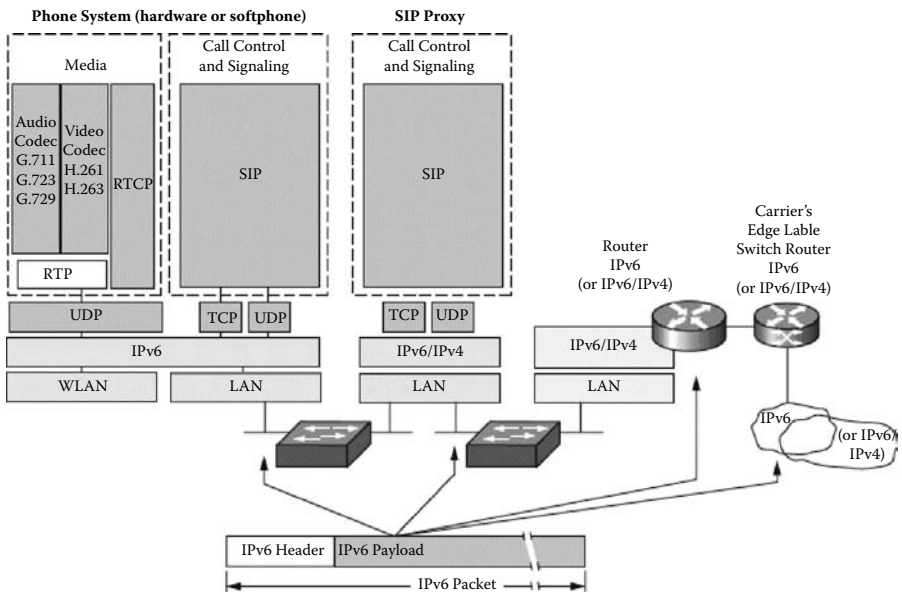 Phone System (hardware or softphone)
Media
Audio
Codec
G.711
G.723
G.729
Video
Codec
H.261
H.263
RTCP
RTP
Call Control
and Signaling
SIP
SIP Proxy
Call Control
and Signaling
SIP
UDP
TCP
UDP
TCP
UDP
IPv6
IPv6/IPv4
IPv6/IPv4
WLAN
LAN
LAN
LAN
Router
IPv6
(or IPv6/IPv4)
Carrier's
Edge Lable
Switch Router
IPv6
(or IPv6/IPv4)
IPv6
(or IPv6/
IPv4)
IPv6 Header
IPv6 Payload
IPv6 Packet